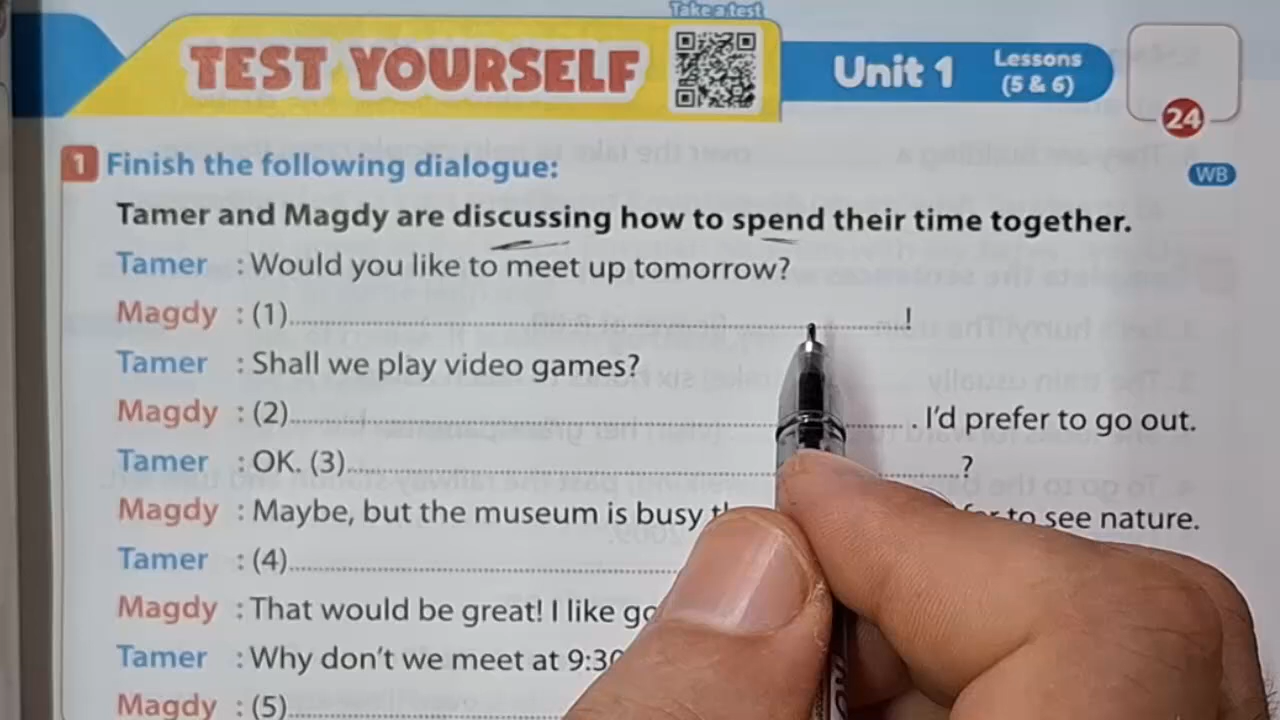 Take a test
TEST YOURSELF
Unit 1
Lessons
(5 & 6)
24
1 Finish the following dialogue:
WB
Tamer and Magdy are discussing how to spend their time together.
Tamer : Would you like to meet up tomorrow?
Magdy : (1)..........!
Tamer : Shall we play video games?
Magdy : (2).......... . I'd prefer to go out.
Tamer : OK. (3)..........?
Magdy : Maybe, but the museum is busy to see nature.
Tamer : (4)..........
Magdy : That would be great! I like
Tamer : Why don't we meet at 9:30
Magdy : (5)..........